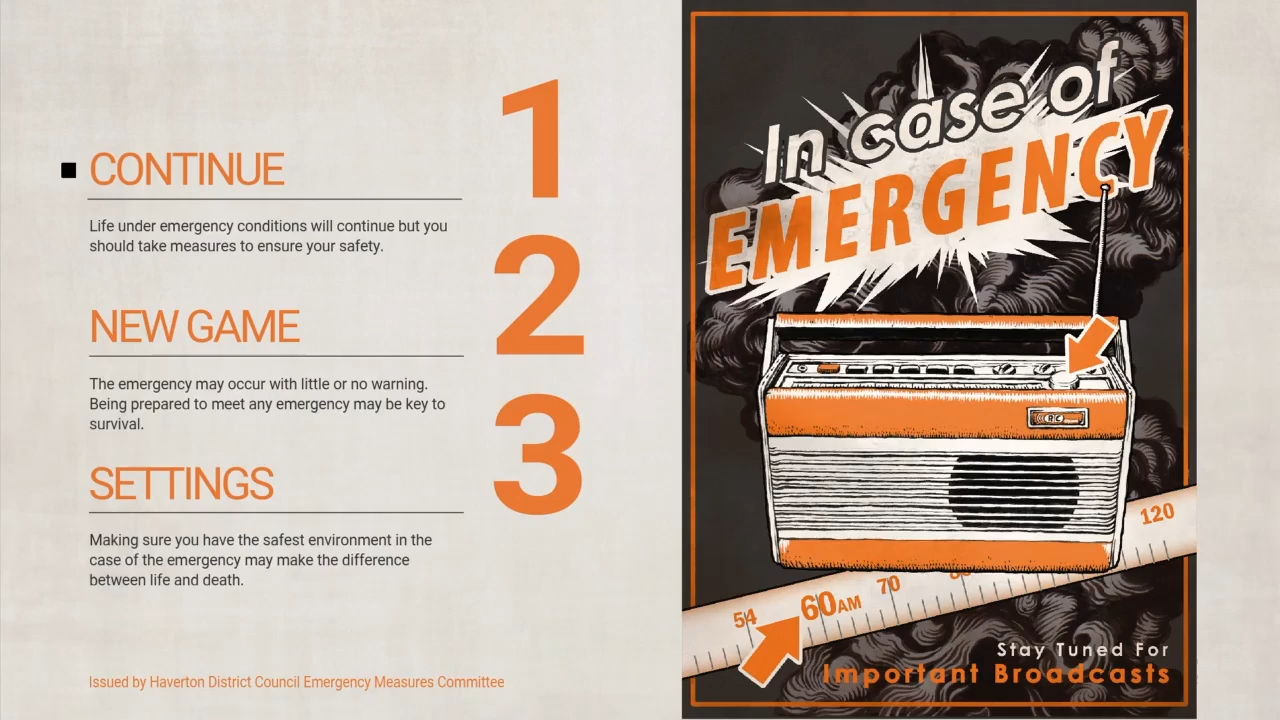 CONTINUE
Life under emergency conditions will continue but you
should take measures to ensure your safety.
1
NEW GAME
The emergency may occur with little or no warning.
Being prepared to meet any emergency may be key to
survival.
2
SETTINGS
Making sure you have the safest environment in the
case of the emergency may make the difference
between life and death.
3
Issued by Haverton District Council Emergency Measures Committee
In case of
EMERGENCY
120
54 60AM 70
Stay Tuned For
Important Broadcasts